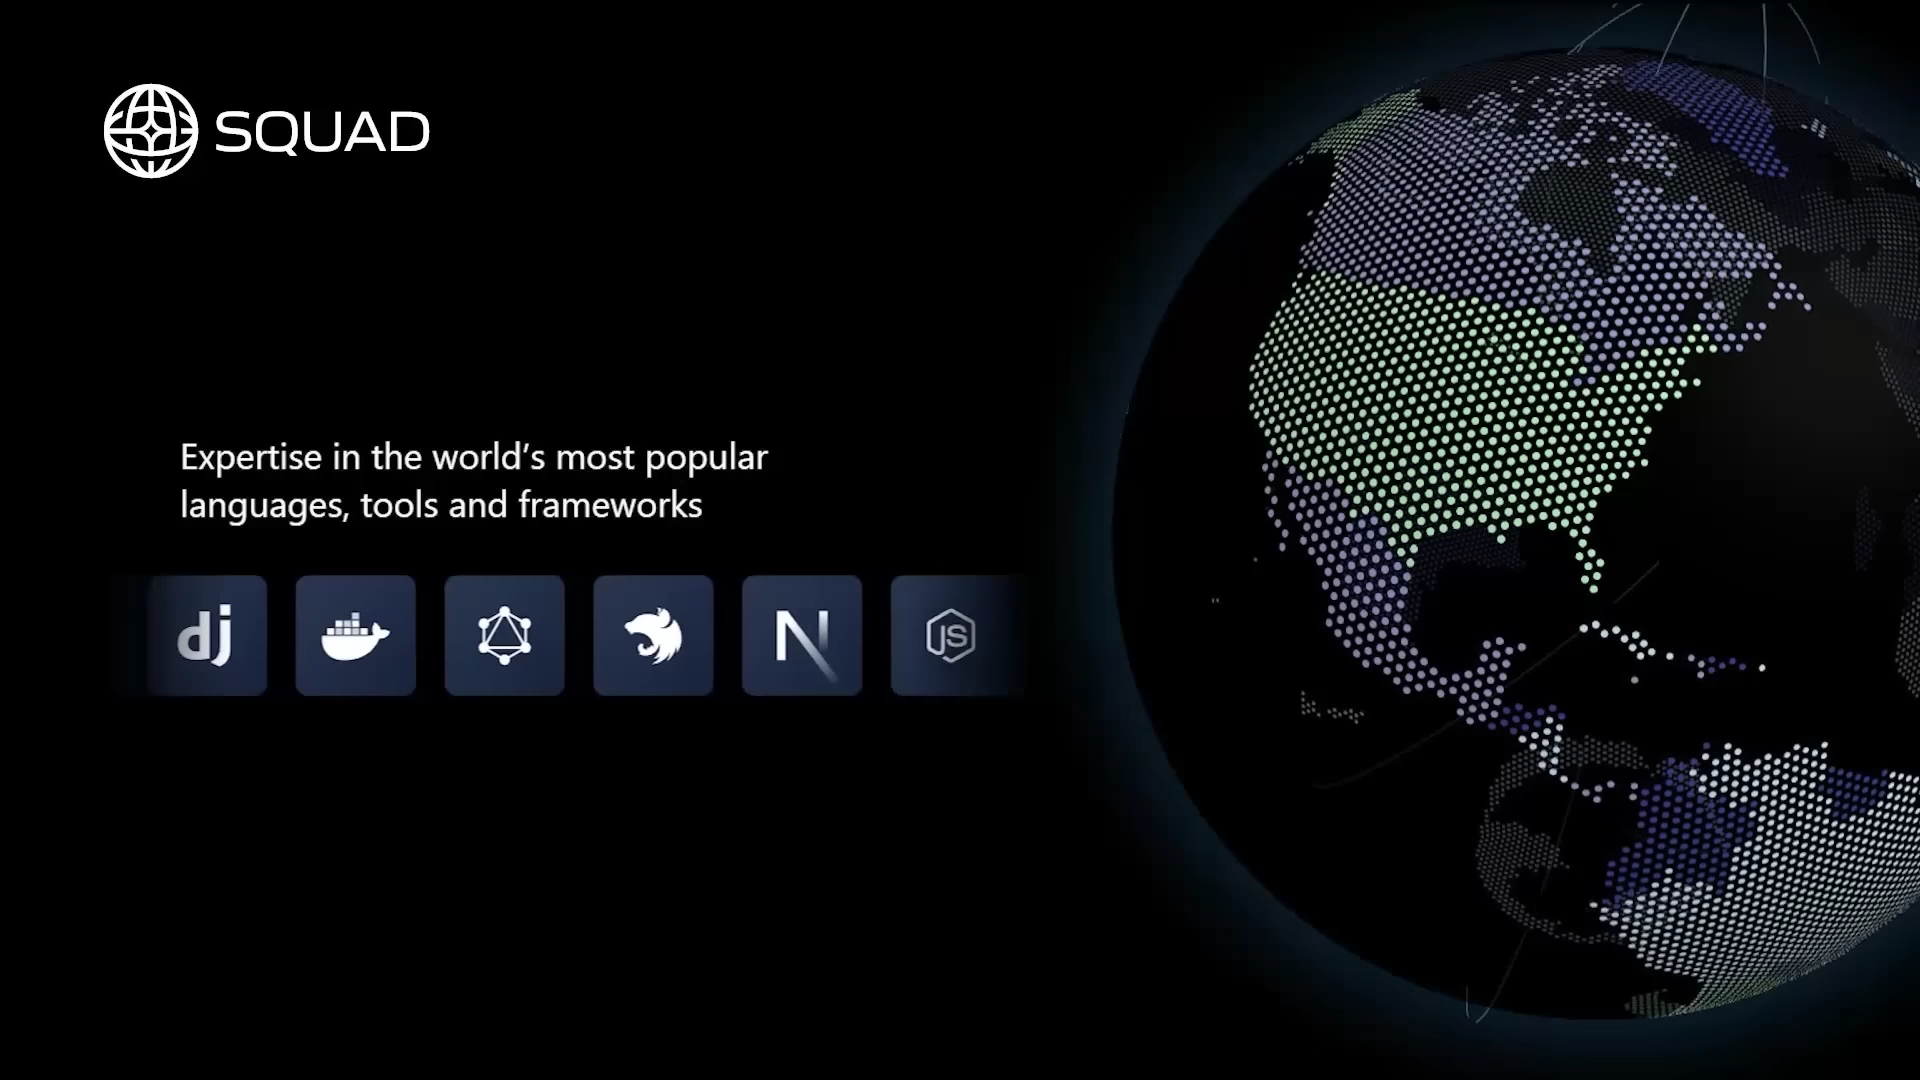 SQUAD
Expertise in the world’s most popular
languages, tools and frameworks
dj
N
JS